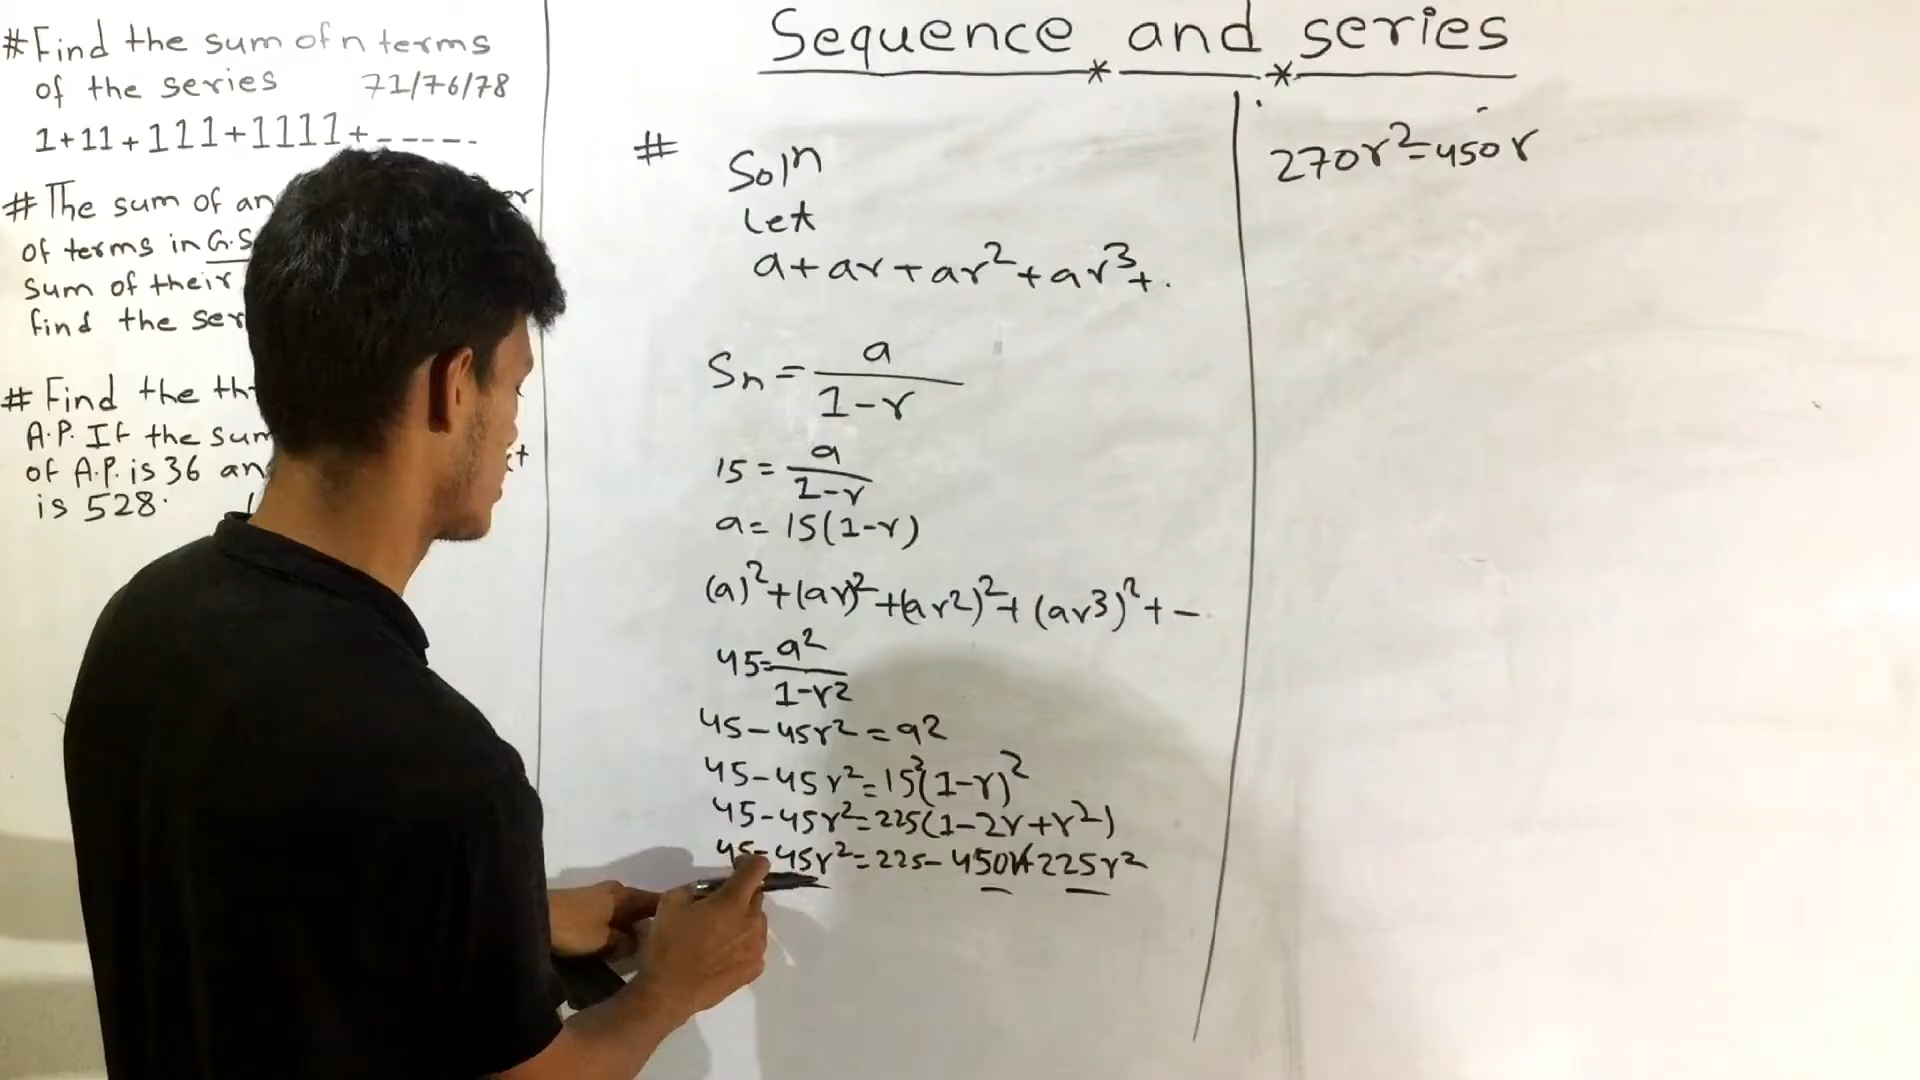 #Find the sum of n terms
of the series 71/76/78
1+11+111+1111+-----
# The sum of an
of terms in G.S
sum of their
find the ser
# Find the th
A.P. If the sum
of A.P. is 36 an
is 528.
Sequence and series
#
Solⁿ
Let
a+ar+ar²+ar³+.
Sn = a/(1-r)
15 = a/(1-r)
a= 15(1-r)
(a)²+(ar)²+(ar2)²+(ar3)²+-
45=a²/(1-r2)
45-45r²=a2
45-45r²=15²(1-r)²
45-45r²=225(1-2r+r²)
45-45r²=225-450r+225r²
270r²-450r